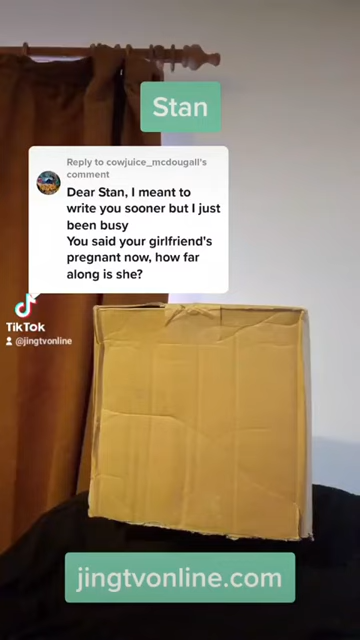 Stan
Reply to cowjuice_mcdougall's
comment
Dear Stan, I meant to
write you sooner but I just
been busy
You said your girlfriend's
pregnant now, how far
along is she?
TikTok
@jingtvonline
jingtvonline.com